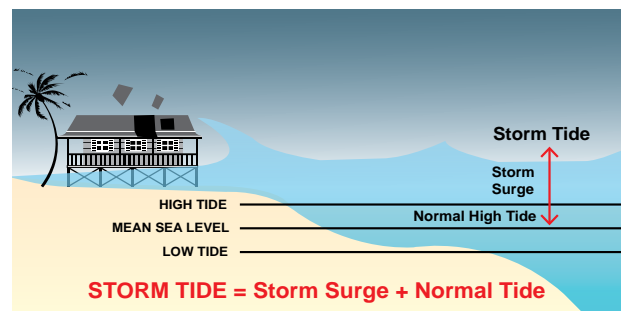 Storm Tide
Storm
Surge
HIGH TIDE
Normal High Tide
MEAN SEA LEVEL
LOW TIDE
STORM TIDE = Storm Surge + Normal Tide